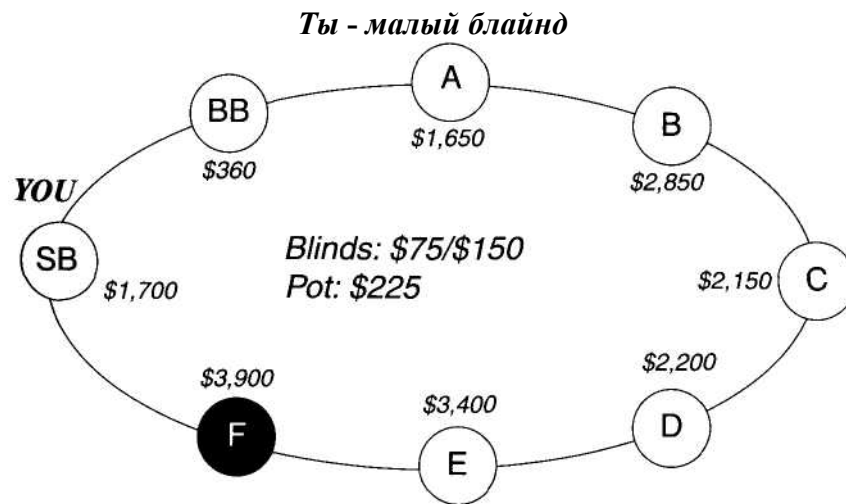 Ты - малый блайнд
A
BB
B
$1,650
$360
$2,850
YOU
Blinds: $75/$150
SB
Pot: $225
$2,150
C
$1,700
$3,900
$3,400
$2,200
F
E
D